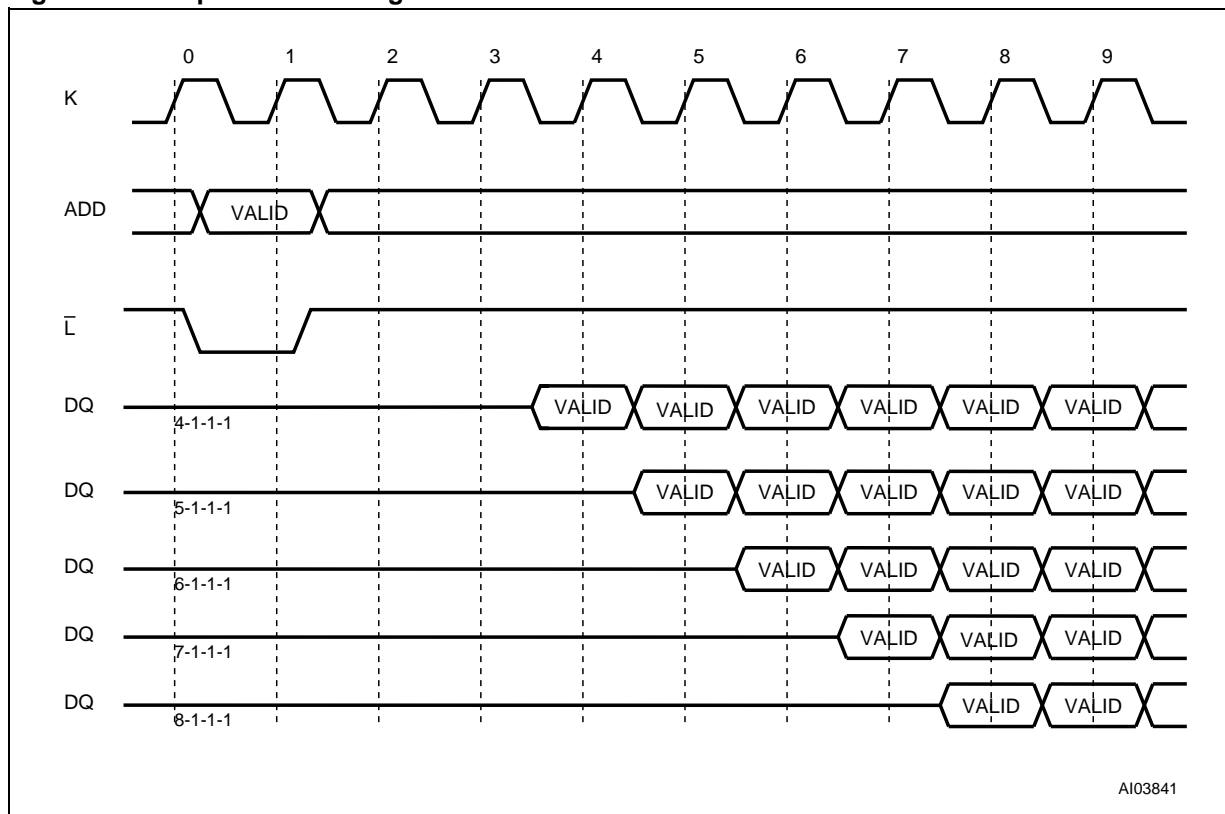 0 1 2 3 4 5 6 7 8 9
K
ADD VALID
L
DQ VALID VALID VALID VALID VALID VALID
4-1-1-1
DQ VALID VALID VALID VALID VALID
5-1-1-1
DQ VALID VALID VALID VALID
6-1-1-1
DQ VALID VALID VALID
7-1-1-1
DQ VALID VALID
8-1-1-1
AI03841